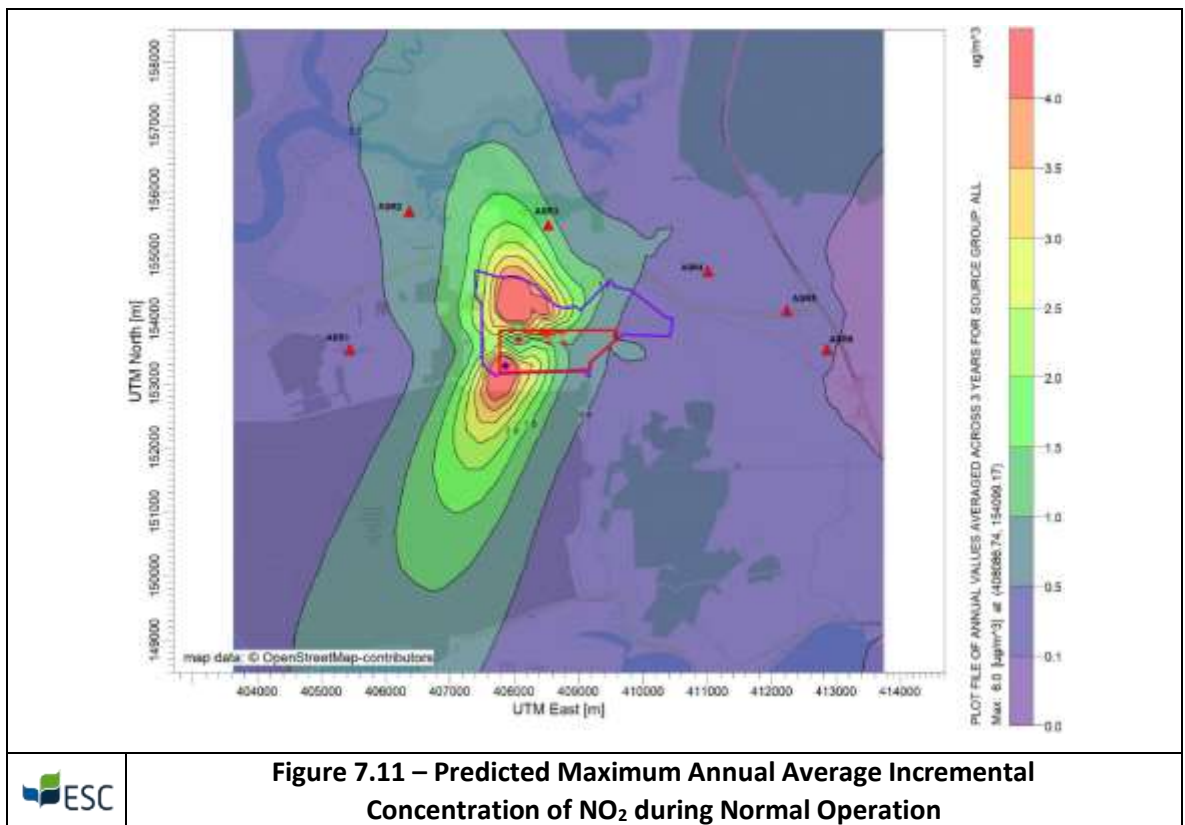 158000
157000
156000
155000
154000
153000
152000
151000
150000
149000
UTM North [m]
ASR2
ASR3
ASR4
ASR5
ASR6
ASR1
map data: © OpenStreetMap-contributors
404000 405000 406000 407000 408000 409000 410000 411000 412000 413000 414000
UTM East [m]
PLOT FILE OF ANNUAL VALUES AVERAGED ACROSS 3 YEARS FOR SOURCE GROUP: ALL
ug/m^3
Max: 6.0 [ug/m^3] at (408086.74, 154099.17)
4.0
3.5
3.0
2.5
2.0
1.5
1.0
0.5
0.1
0.0
ESC
Figure 7.11 – Predicted Maximum Annual Average Incremental
Concentration of NO₂ during Normal Operation